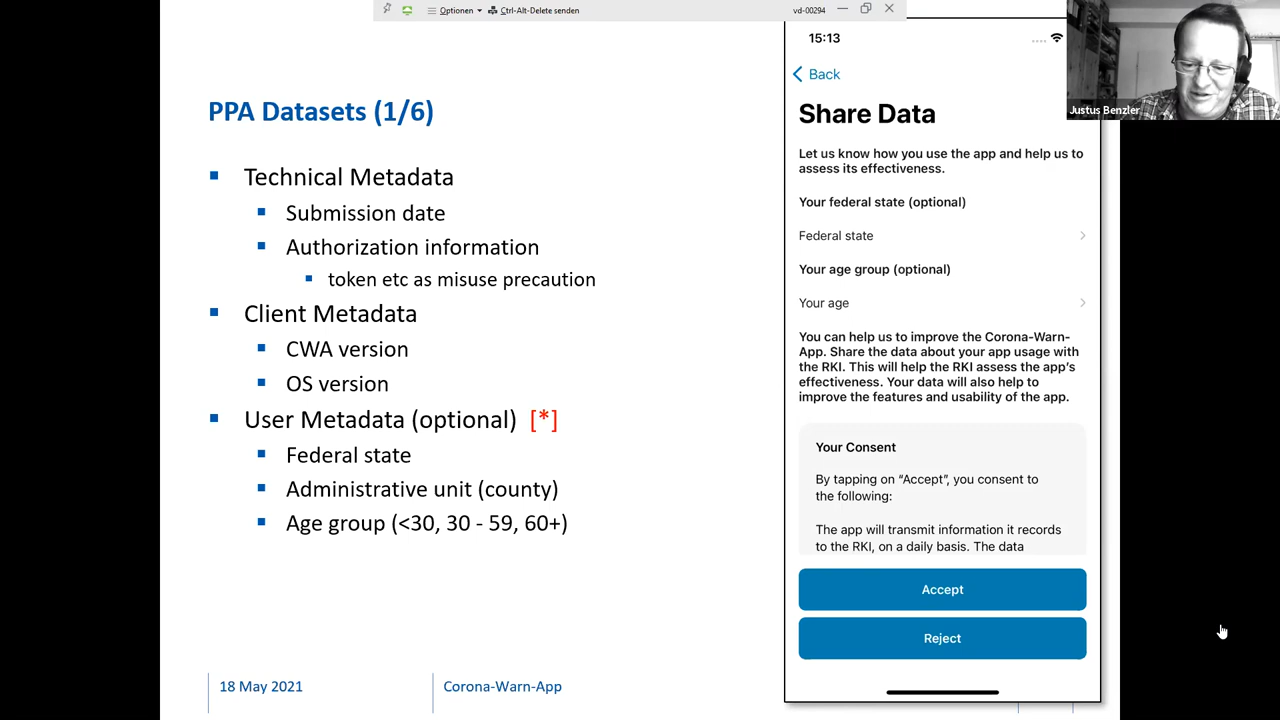 Optionen
Ctrl-Alt-Delete senden
vd-00294
15:13
Back
Justus Benzler
PPA Datasets (1/6)
Technical Metadata
Submission date
Authorization information
token etc as misuse precaution
Client Metadata
CWA version
OS version
User Metadata (optional) [*]
Federal state
Administrative unit (county)
Age group (<30, 30 - 59, 60+)
Share Data
Let us know how you use the app and help us to
assess its effectiveness.
Your federal state (optional)
Federal state
Your age group (optional)
Your age
You can help us to improve the Corona-Warn-
App. Share the data about your app usage with
the RKI. This will help the RKI assess the app's
effectiveness. Your data will also help to
improve the features and usability of the app.
Your Consent
By tapping on “Accept”, you consent to
the following:
The app will transmit information it records
to the RKI, on a daily basis. The data
Accept
Reject
18 May 2021
Corona-Warn-App